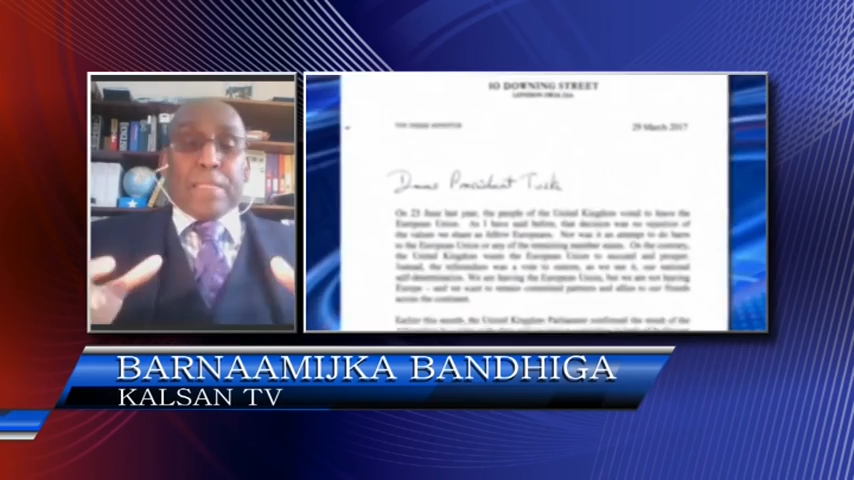 10 DOWNING STREET
LONDON SW1A 2AA
THE PRIME MINISTER
29 March 2017
Dear President Tusk
On 23 June last year, the people of the United Kingdom voted to leave the
European Union. As I have said before, that decision was no rejection of
the values we share as fellow Europeans. Nor was it an attempt to do harm
to the European Union or any of the remaining member states. On the contrary,
the United Kingdom wants the European Union to succeed and prosper.
Instead, the referendum was a vote to restore, as we see it, our national
self-determination. We are leaving the European Union, but we are not leaving
Europe – and we want to remain committed partners and allies to our friends
across the continent.
Earlier this month, the United Kingdom Parliament confirmed the result of the
BARNAAMIJKA BANDHIGA
KALSAN TV